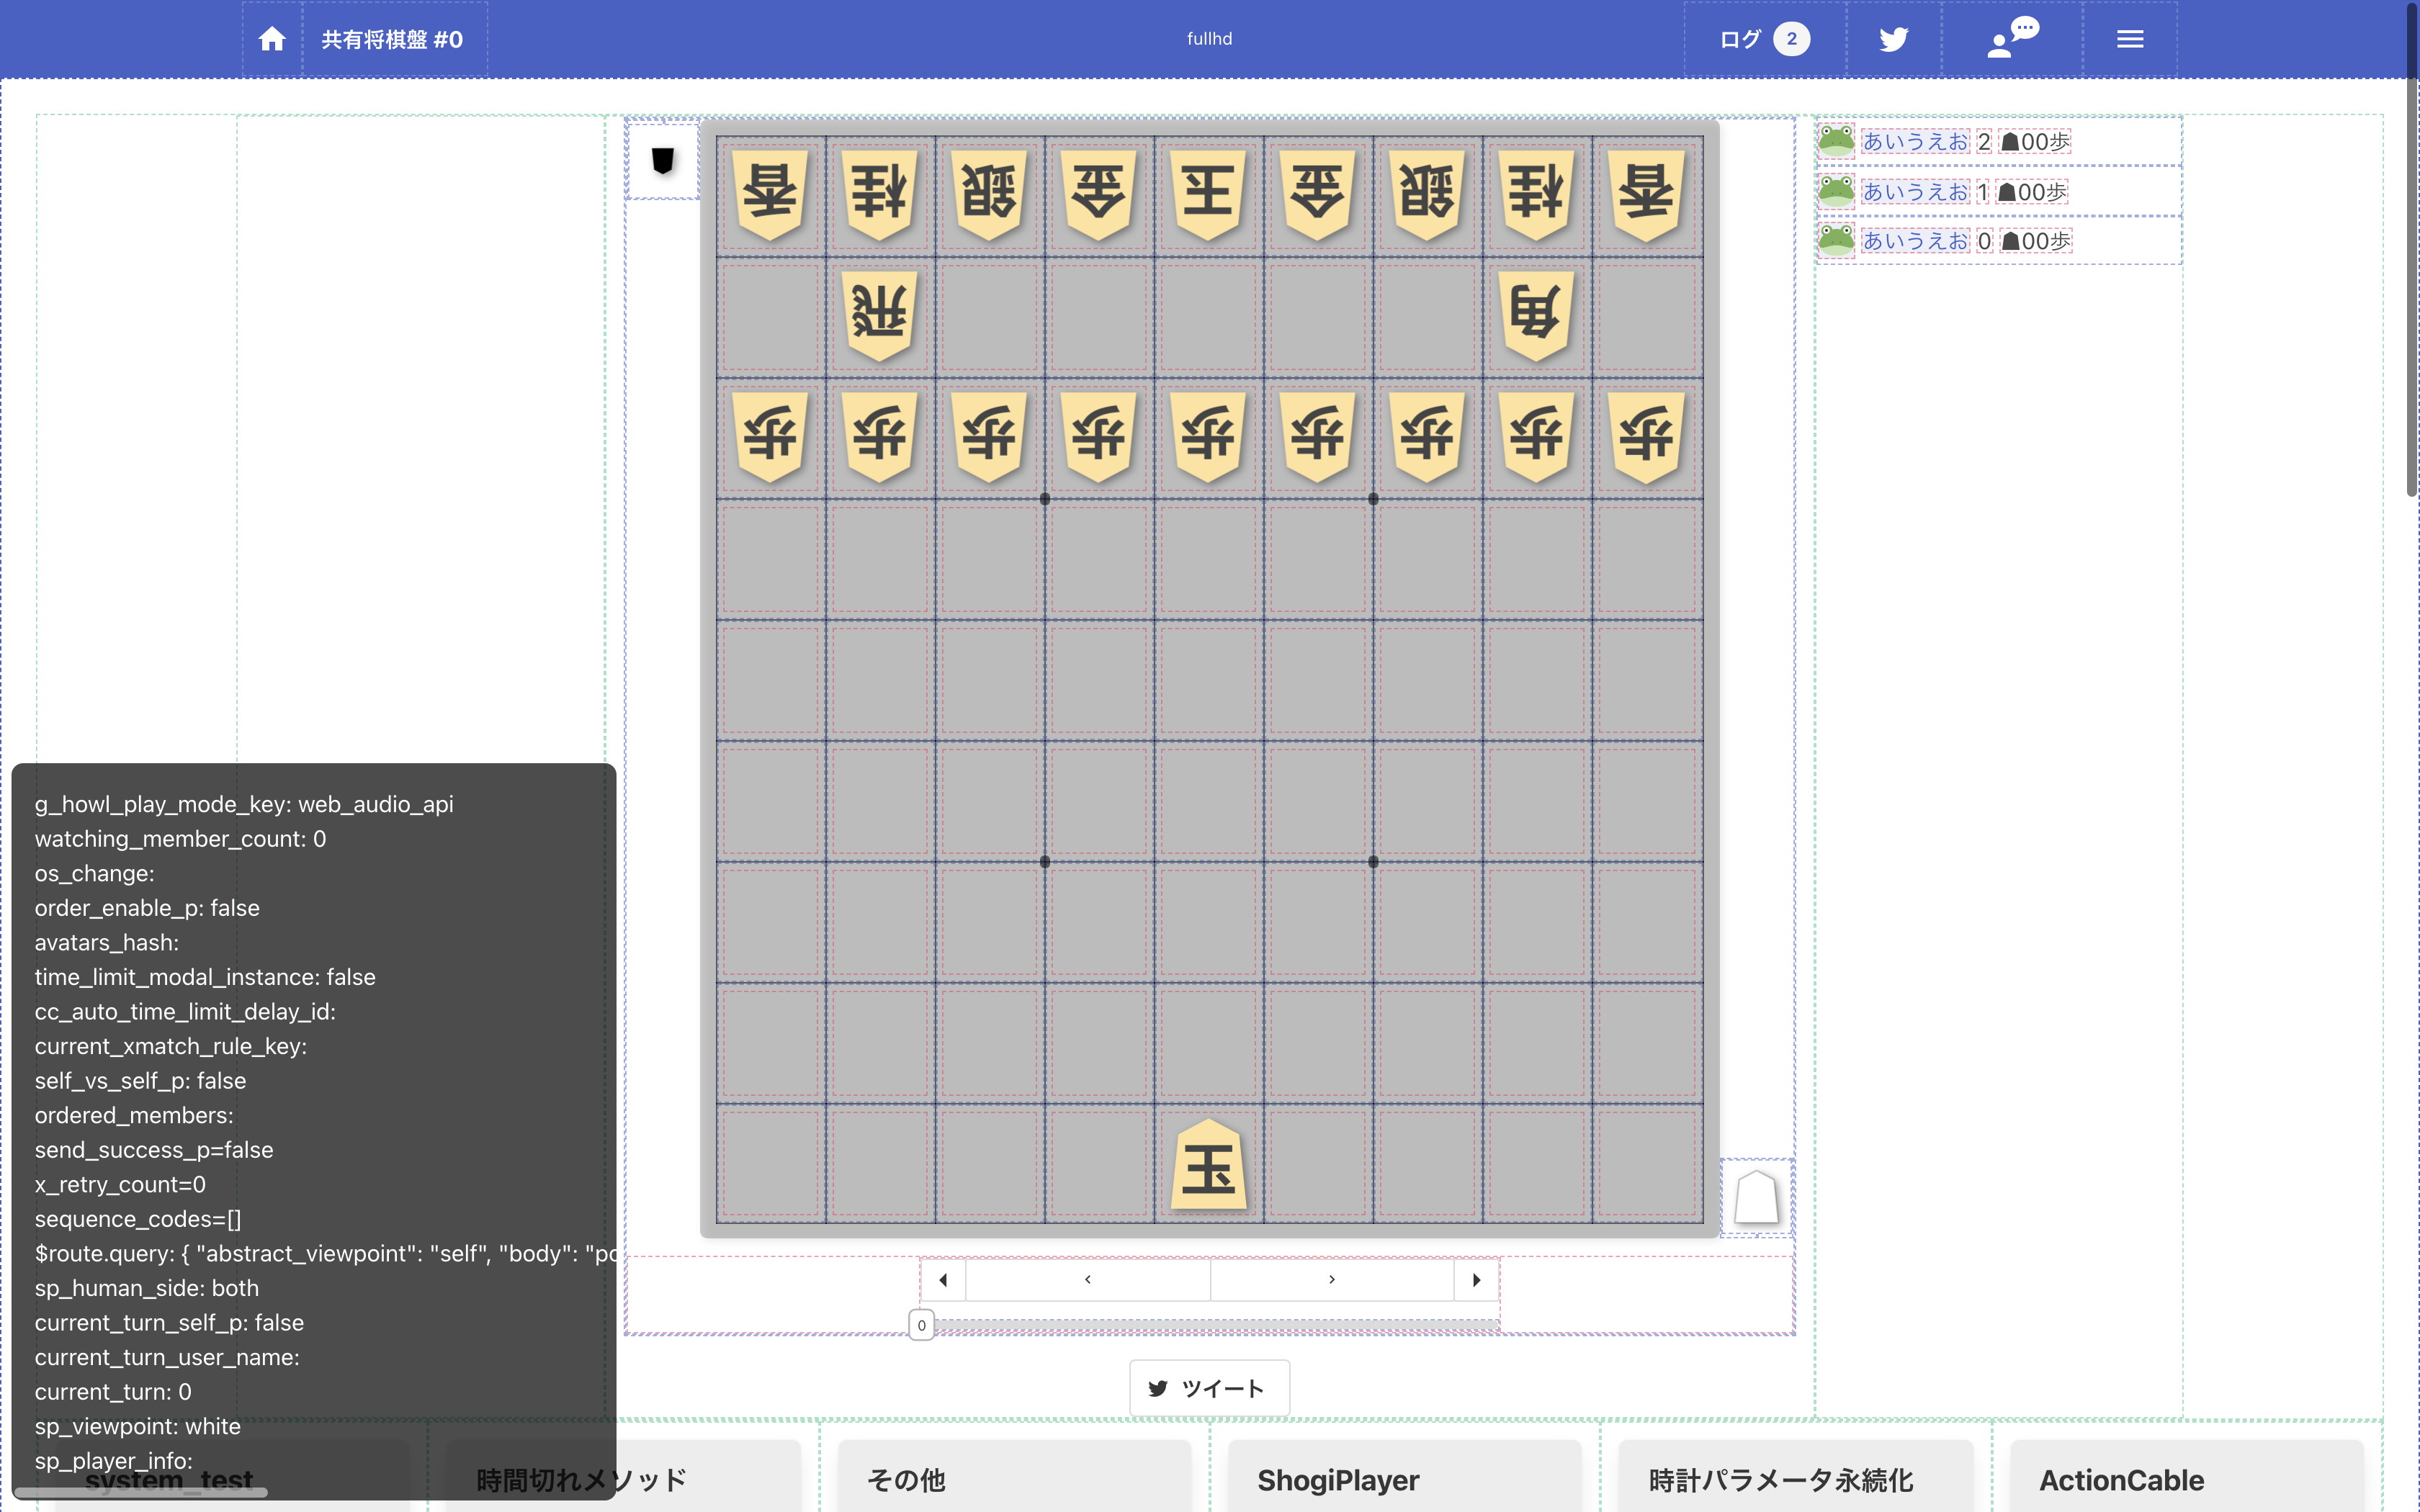 共有将棋盤 #0
fullhd
ログ 2
香 桂 銀 金 玉 金 銀 桂 香
飛 角
歩 歩 歩 歩 歩 歩 歩 歩 歩
玉
あいうえお 2 ☗00歩
あいうえお 1 ☗00歩
あいうえお 0 ☗00歩
g_howl_play_mode_key: web_audio_api
watching_member_count: 0
os_change:
order_enable_p: false
avatars_hash:
time_limit_modal_instance: false
cc_auto_time_limit_delay_id:
current_xmatch_rule_key:
self_vs_self_p: false
ordered_members:
send_success_p=false
x_retry_count=0
sequence_codes=[]
$route.query: { "abstract_viewpoint": "self", "body": "po
sp_human_side: both
current_turn_self_p: false
current_turn_user_name:
current_turn: 0
sp_viewpoint: white
sp_player_info:
0
ツイート
system_test
時間切れメソッド
その他
ShogiPlayer
時計パラメータ永続化
ActionCable